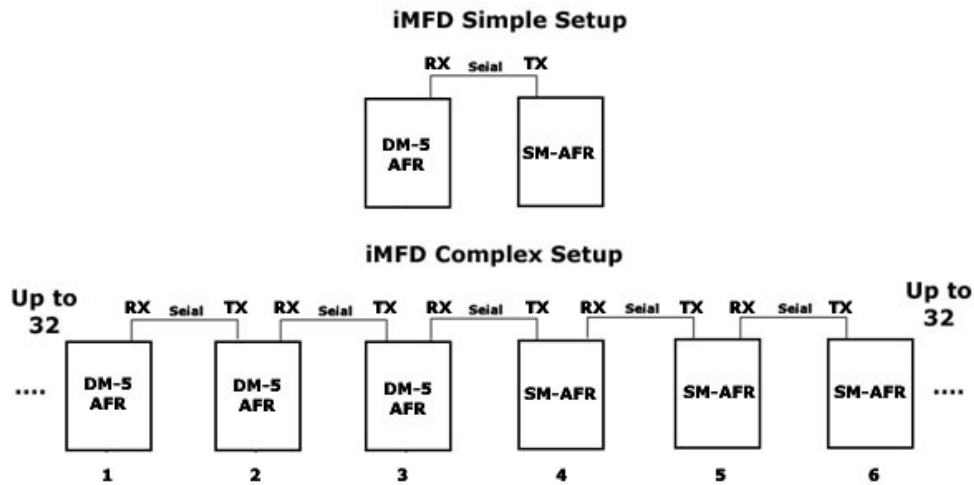 iMFD Simple Setup
RX Seial TX
DM-5
AFR
SM-AFR
iMFD Complex Setup
Up to
32
RX Seial TX RX Seial TX RX Seial TX RX Seial TX RX Seial TX
Up to
32
....
DM-5
AFR
DM-5
AFR
DM-5
AFR
SM-AFR
SM-AFR
SM-AFR
....
1 2 3 4 5 6